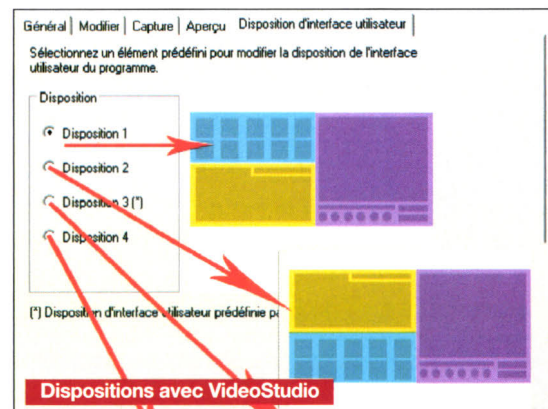 Général | Modifier | Capture | Aperçu Disposition d'interface utilisateur |
Sélectionnez un élément prédéfini pour modifier la disposition de l'interface
utilisateur du programme.
Disposition
Disposition 1
Disposition 2
Disposition 3 (*)
Disposition 4
(*) Disposition d'interface utilisateur prédéfinie pa
Dispositions avec VideoStudio